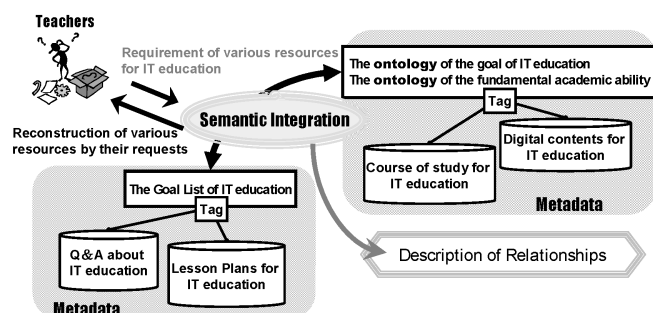 Teachers
Requirement of various resources
for IT education
The ontology of the goal of IT education
The ontology of the fundamental academic ability
Tag
Semantic Integration
Reconstruction of various
resources by their requests
Digital contents for
IT education
Course of study for
IT education
Metadata
The Goal List of IT education
Tag
Q&A about
IT education
Lesson Plans for
IT education
Description of Relationships
Metadata